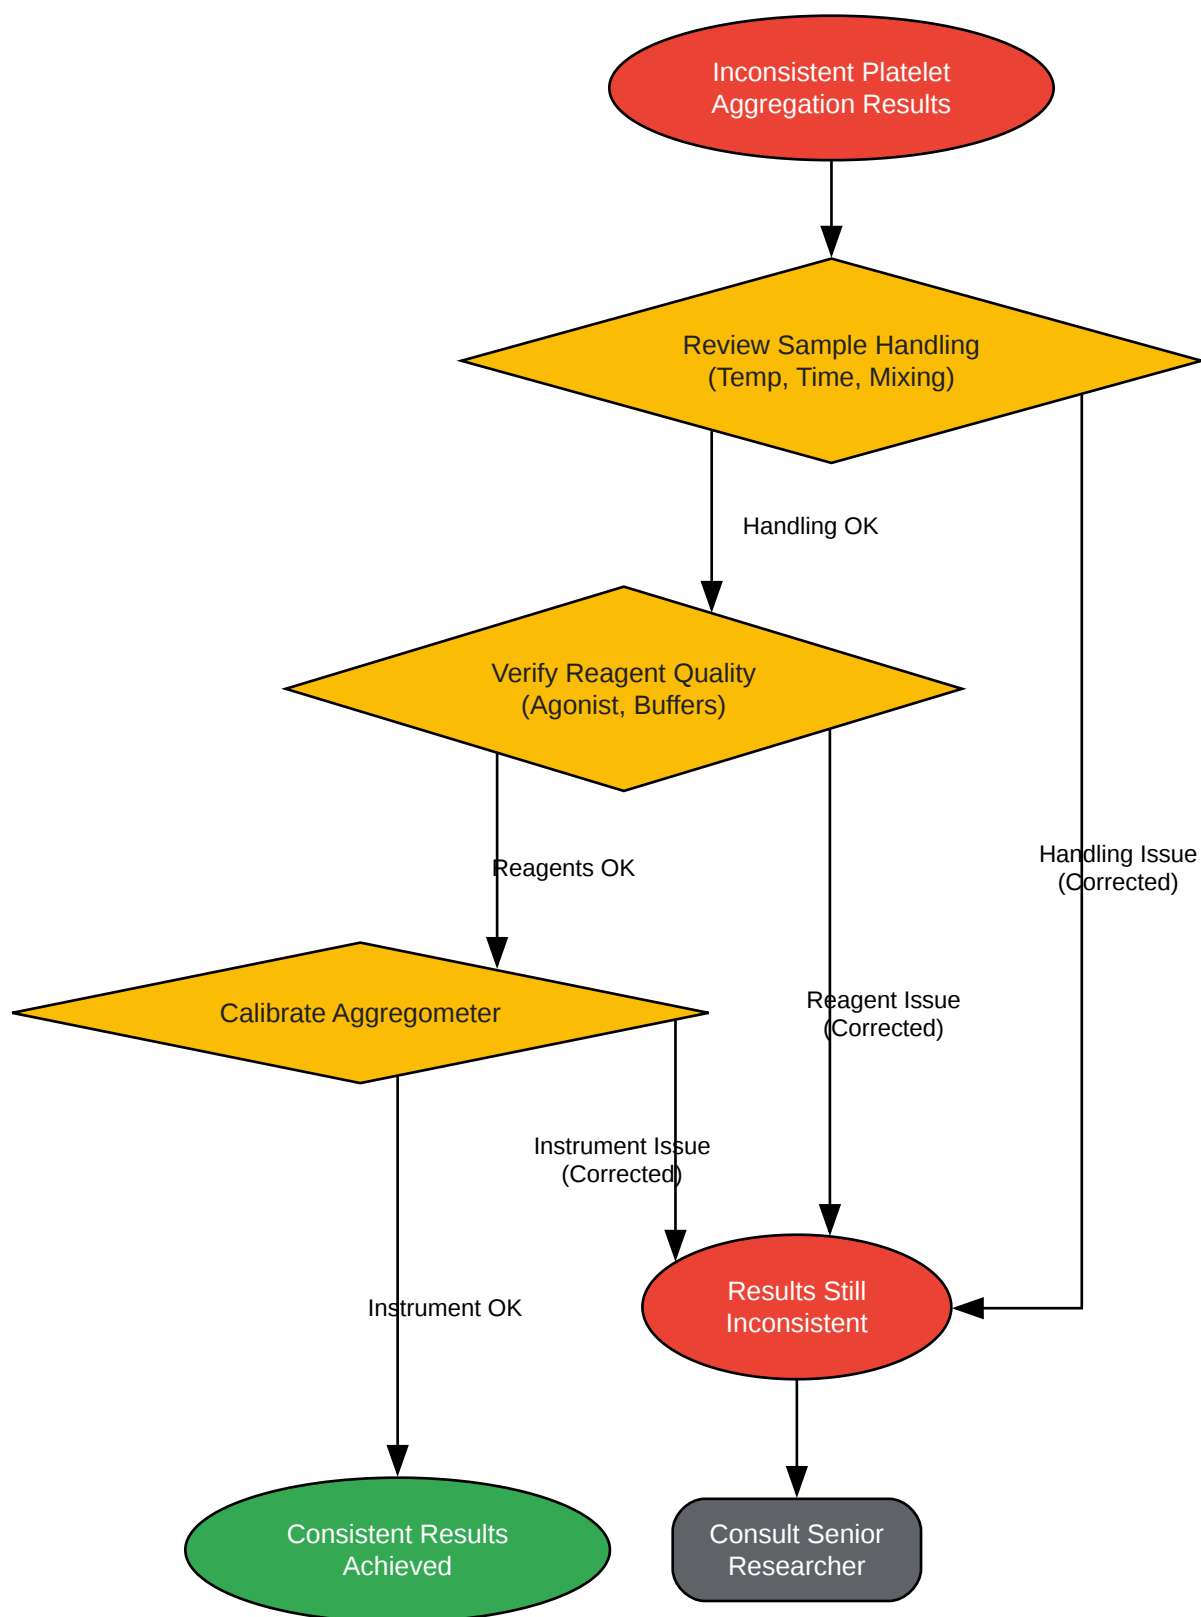 Inconsistent Platelet
Aggregation Results
Review Sample Handling
(Temp, Time, Mixing)
Handling OK
Verify Reagent Quality
(Agonist, Buffers)
Reagents OK
Handling Issue
(Corrected)
Calibrate Aggregometer
Reagent Issue
(Corrected)
Instrument Issue
(Corrected)
Instrument OK
Results Still
Inconsistent
Consistent Results
Achieved
Consult Senior
Researcher